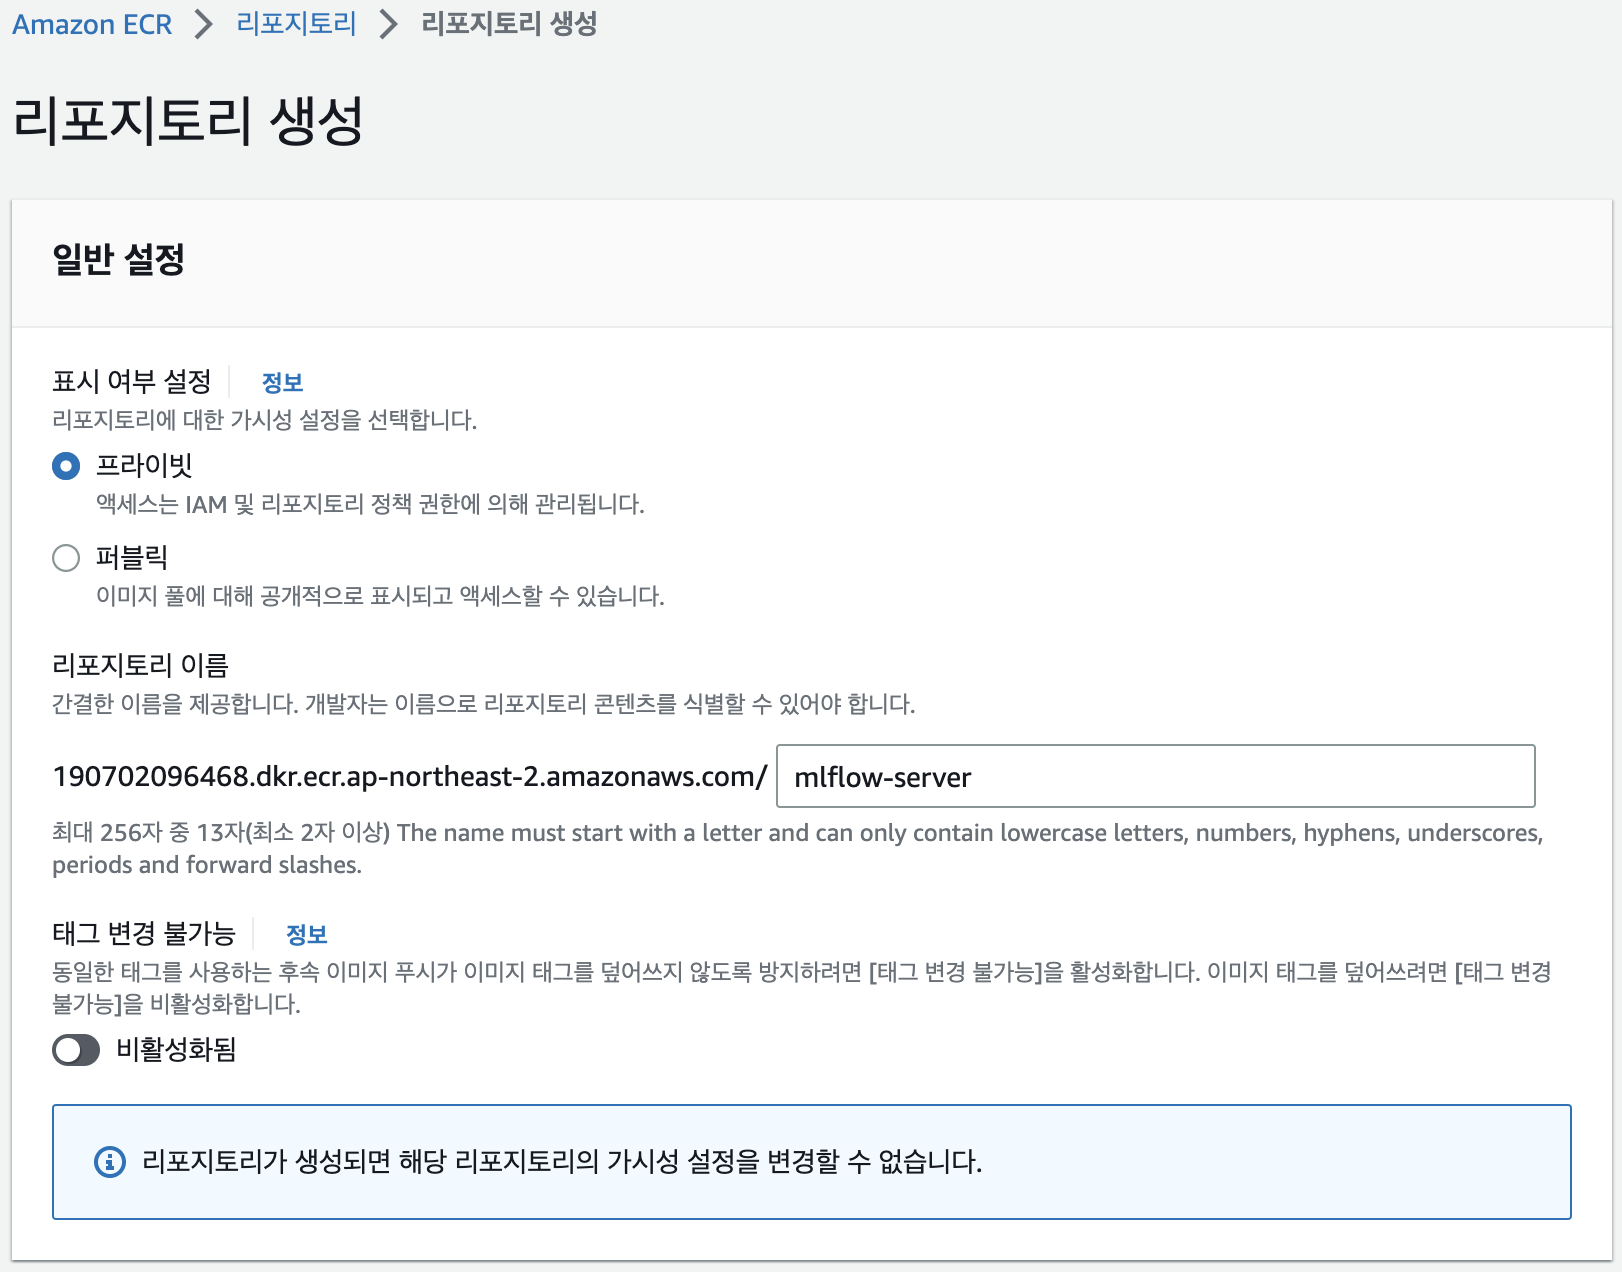 Amazon ECR > 리포지토리 > 리포지토리 생성
리포지토리 생성
일반 설정
표시 여부 설정 정보
리포지토리에 대한 가시성 설정을 선택합니다.
프라이빗
액세스는 IAM 및 리포지토리 정책 권한에 의해 관리됩니다.
퍼블릭
이미지 풀에 대해 공개적으로 표시되고 액세스할 수 있습니다.
리포지토리 이름
간결한 이름을 제공합니다. 개발자는 이름으로 리포지토리 콘텐츠를 식별할 수 있어야 합니다.
190702096468.dkr.ecr.ap-northeast-2.amazonaws.com/ mlflow-server
최대 256자 중 13자(최소 2자 이상) The name must start with a letter and can only contain lowercase letters, numbers, hyphens, underscores,
periods and forward slashes.
태그 변경 불가능 정보
동일한 태그를 사용하는 후속 이미지 푸시가 이미지 태그를 덮어쓰지 않도록 방지하려면 [태그 변경 불가능]을 활성화합니다. 이미지 태그를 덮어쓰려면 [태그 변경
불가능]을 비활성화합니다.
비활성화됨
리포지토리가 생성되면 해당 리포지토리의 가시성 설정을 변경할 수 없습니다.